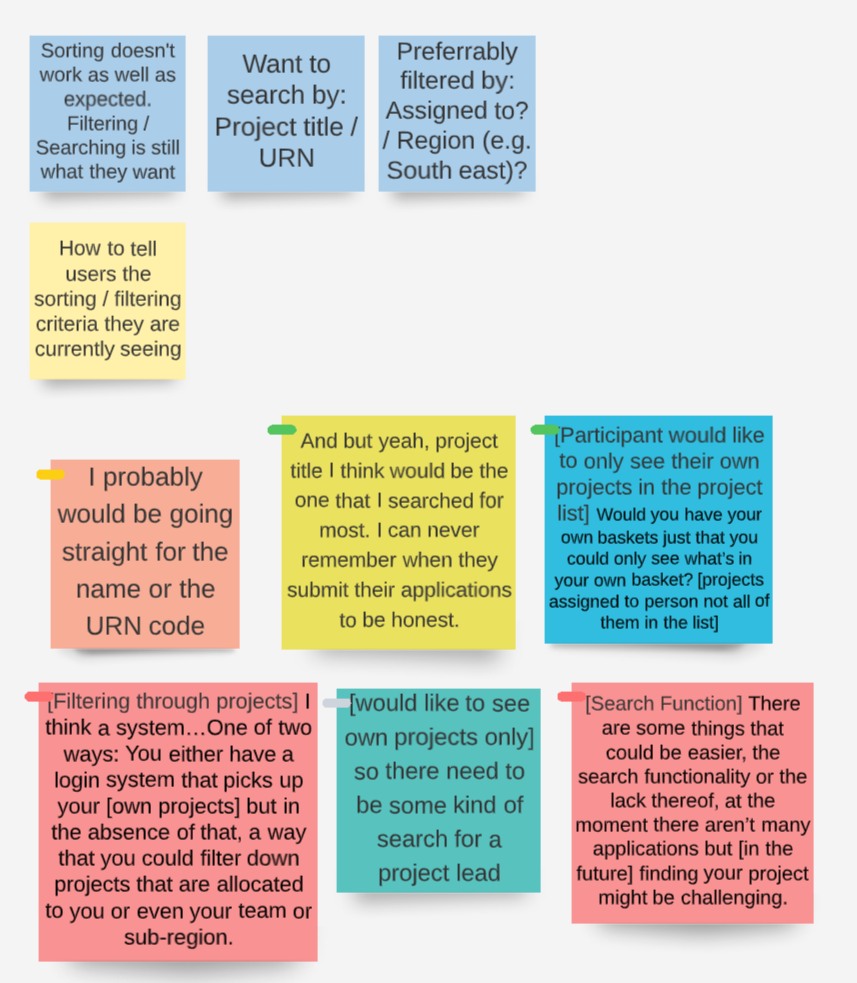 Sorting doesn't
work as well as
expected.
Filtering /
Searching is still
what they want
Want to
search by:
Project title /
URN
Preferrably
filtered by:
Assigned to?
/ Region (e.g.
South east)?
How to tell
users the
sorting / filtering
criteria they are
currently seeing
I probably
would be going
straight for the
name or the
URN code
And but yeah, project
title I think would be the
one that I searched for
most. I can never
remember when they
submit their applications
to be honest.
[Participant would like
to only see their own
projects in the project
list] Would you have your
own baskets just that you
could only see what's in
your own basket? [projects
assigned to person not all of
them in the list]
[Filtering through projects] I
think a system…One of two
ways: You either have a
login system that picks up
your [own projects] but in
the absence of that, a way
that you could filter down
projects that are allocated
to you or even your team or
sub-region.
[would like to see
own projects only]
so there need to
be some kind of
search for a
project lead
[Search Function] There
are some things that
could be easier, the
search functionality or the
lack thereof, at the
moment there aren't many
applications but [in the
future] finding your project
might be challenging.